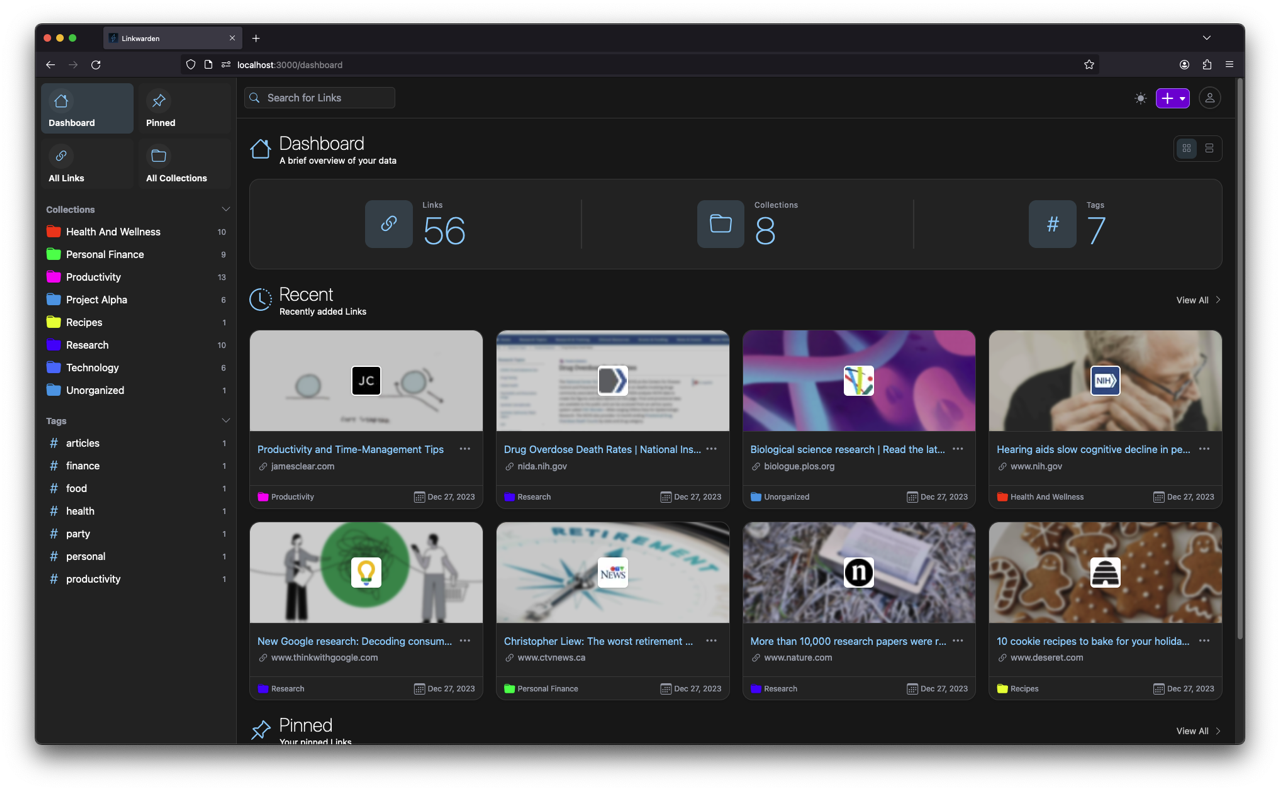 Linkwarden
localhost:3000/dashboard
Dashboard
Pinned
All Links
All Collections
Collections
Health And Wellness 10
Personal Finance 9
Productivity 13
Project Alpha 6
Recipes 1
Research 10
Technology 6
Unorganized 1
Tags
# articles 1
# finance 1
# food 1
# health 1
# party 1
# personal 1
# productivity 1
Search for Links
Dashboard
A brief overview of your data
Links
56
Collections
8
#
Tags
7
Recent
Recently added Links
View All
JC
Productivity and Time-Management Tips ...
jamesclear.com
Productivity Dec 27, 2023
Drug Overdose Death Rates | National Ins... ...
nida.nih.gov
Research Dec 27, 2023
Biological science research | Read the lat... ...
biologue.plos.org
Unorganized Dec 27, 2023
NIH
Hearing aids slow cognitive decline in pe... ...
www.nih.gov
Health And Wellness Dec 27, 2023
New Google research: Decoding consum... ...
www.thinkwithgoogle.com
Research Dec 27, 2023
RETIREMENT
CTV
NEWS
Christopher Liew: The worst retirement ... ...
www.ctvnews.ca
Personal Finance Dec 27, 2023
n
More than 10,000 research papers were r... ...
www.nature.com
Research Dec 27, 2023
10 cookie recipes to bake for your holida... ...
www.deseret.com
Recipes Dec 27, 2023
Pinned
Your pinned Links
View All